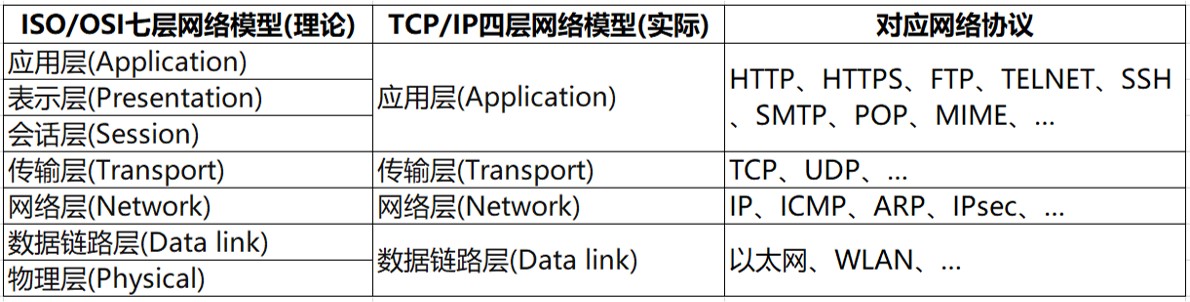 ISO/OSI七层网络模型(理论) TCP/IP四层网络模型(实际) 对应网络协议
应用层(Application)
表示层(Presentation)
会话层(Session)
应用层(Application)
HTTP、HTTPS、FTP、TELNET、SSH
、SMTP、POP、MIME、...
传输层(Transport) 传输层(Transport) TCP、UDP、...
网络层(Network) 网络层(Network) IP、ICMP、ARP、IPsec、...
数据链路层(Data link)
物理层(Physical)
数据链路层(Data link)
以太网、WLAN、...